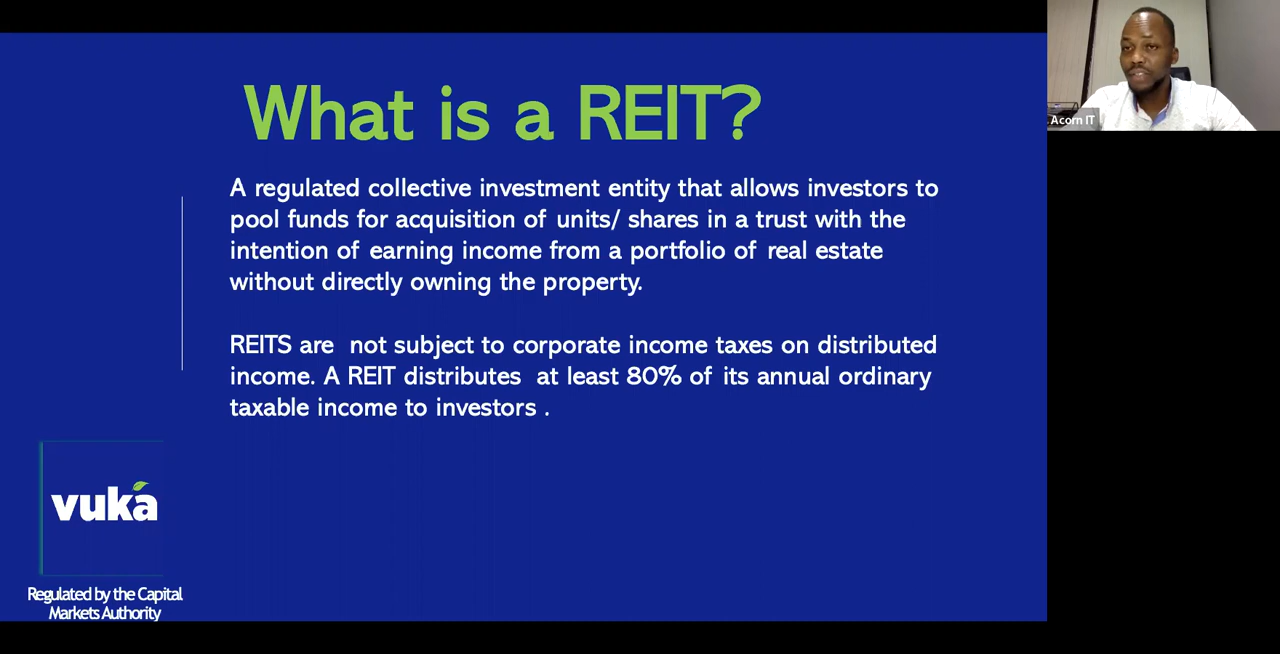 What is a REIT?
A regulated collective investment entity that allows investors to
pool funds for acquisition of units/ shares in a trust with the
intention of earning income from a portfolio of real estate
without directly owning the property.
REITS are not subject to corporate income taxes on distributed
income. A REIT distributes at least 80% of its annual ordinary
taxable income to investors .
vuka
Regulated by the Capital
Markets Authority
Acorn IT